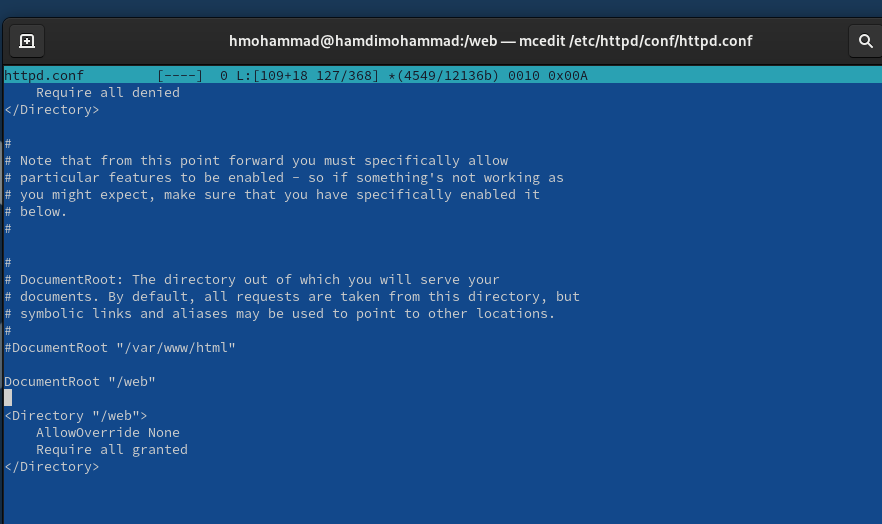 hmohammad@hamdimohammad:/web — mcedit /etc/httpd/conf/httpd.conf
httpd.conf         [----]  0 L:[109+18 127/368] *(4549/12136b) 0010 0x00A
    Require all denied
</Directory>
#
# Note that from this point forward you must specifically allow
# particular features to be enabled - so if something's not working as
# you might expect, make sure that you have specifically enabled it
# below.
#
#
# DocumentRoot: The directory out of which you will serve your
# documents. By default, all requests are taken from this directory, but
# symbolic links and aliases may be used to point to other locations.
#
#DocumentRoot "/var/www/html"
DocumentRoot "/web"
<Directory "/web">
    AllowOverride None
    Require all granted
</Directory>